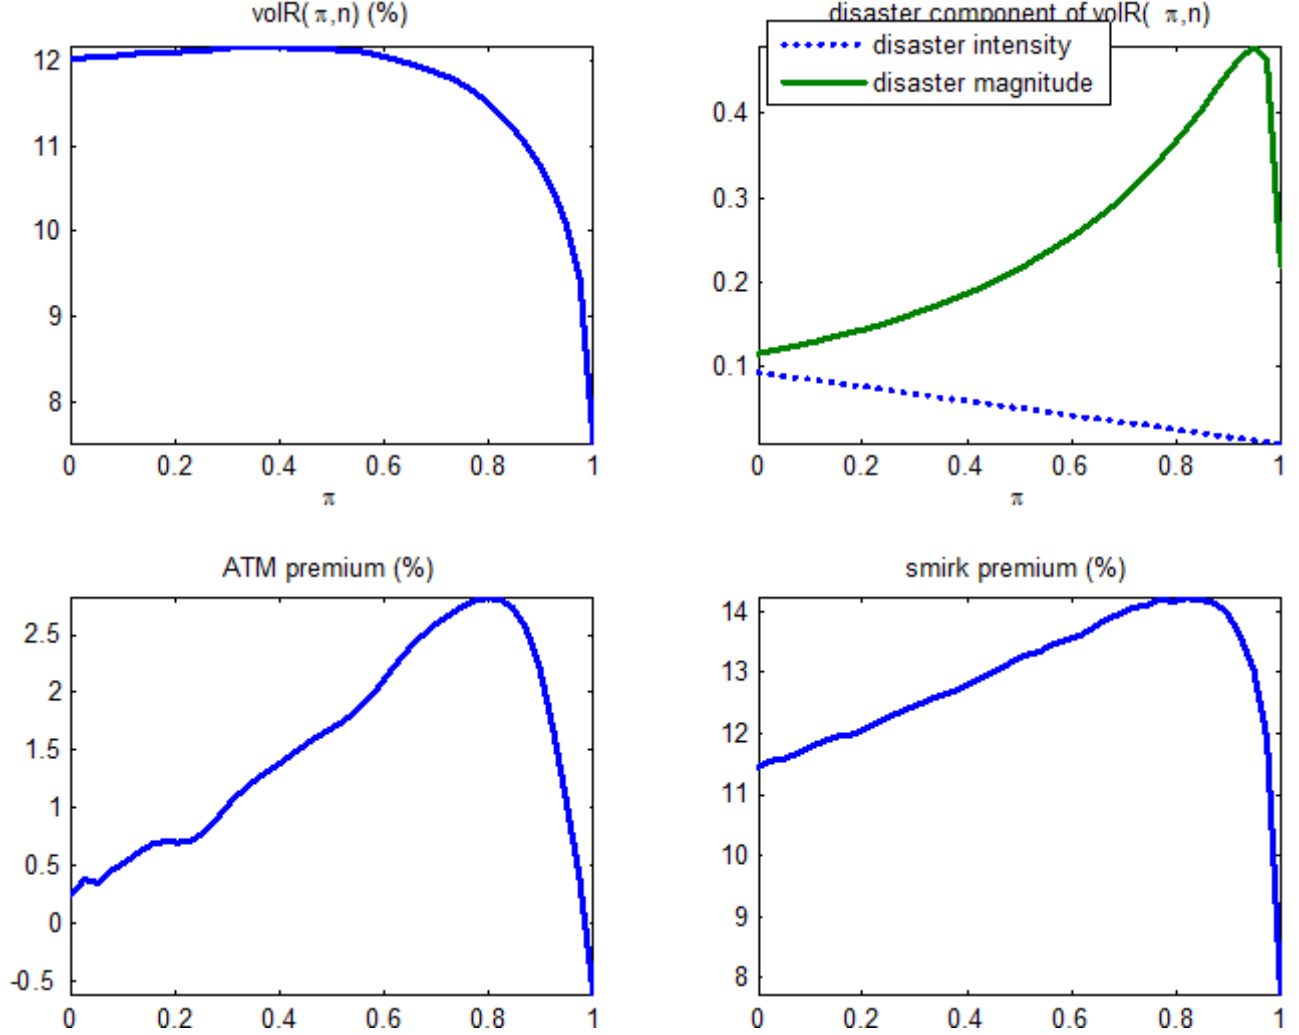 volR( π,n) (%)
12
11
10
9
8
0 0.2 0.4 0.6 0.8 1
π
disaster component of volR( π,n)
disaster intensity
disaster magnitude
0.4
0.3
0.2
0.1
0 0.2 0.4 0.6 0.8 1
π
ATM premium (%)
2.5
2
1.5
1
0.5
0
-0.5
0 0.2 0.4 0.6 0.8 1
smirk premium (%)
14
13
12
11
10
9
8
0 0.2 0.4 0.6 0.8 1